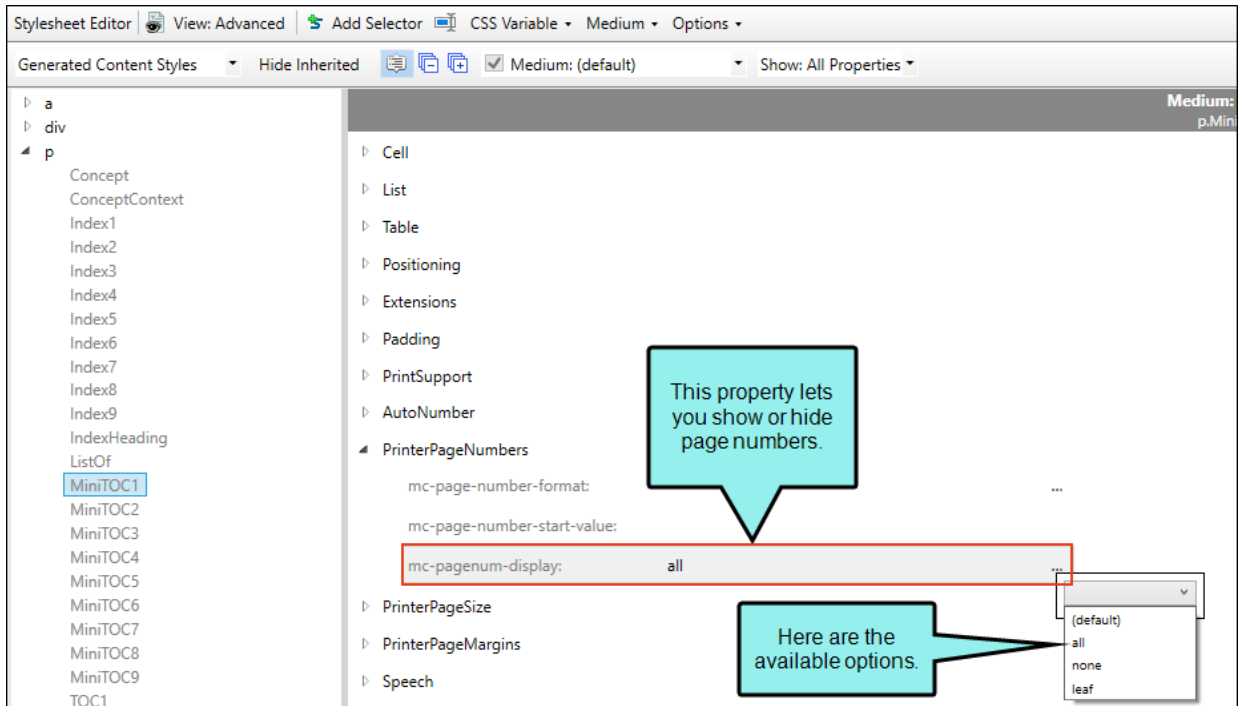 Stylesheet Editor View: Advanced Add Selector CSS Variable Medium Options
Generated Content Styles Hide Inherited Medium: (default) Show: All Properties
a
div
p
Concept
ConceptContext
Index1
Index2
Index3
Index4
Index5
Index6
Index7
Index8
Index9
IndexHeading
ListOf
MiniTOC1
MiniTOC2
MiniTOC3
MiniTOC4
MiniTOC5
MiniTOC6
MiniTOC7
MiniTOC8
MiniTOC9
TOC1
Medium:
p.Mini
Cell
List
Table
Positioning
Extensions
Padding
PrintSupport
AutoNumber
PrinterPageNumbers
mc-page-number-format: ...
mc-page-number-start-value:
mc-pagenum-display: all ...
PrinterPageSize
PrinterPageMargins
Speech
This property lets
you show or hide
page numbers.
Here are the
available options.
(default)
all
none
leaf